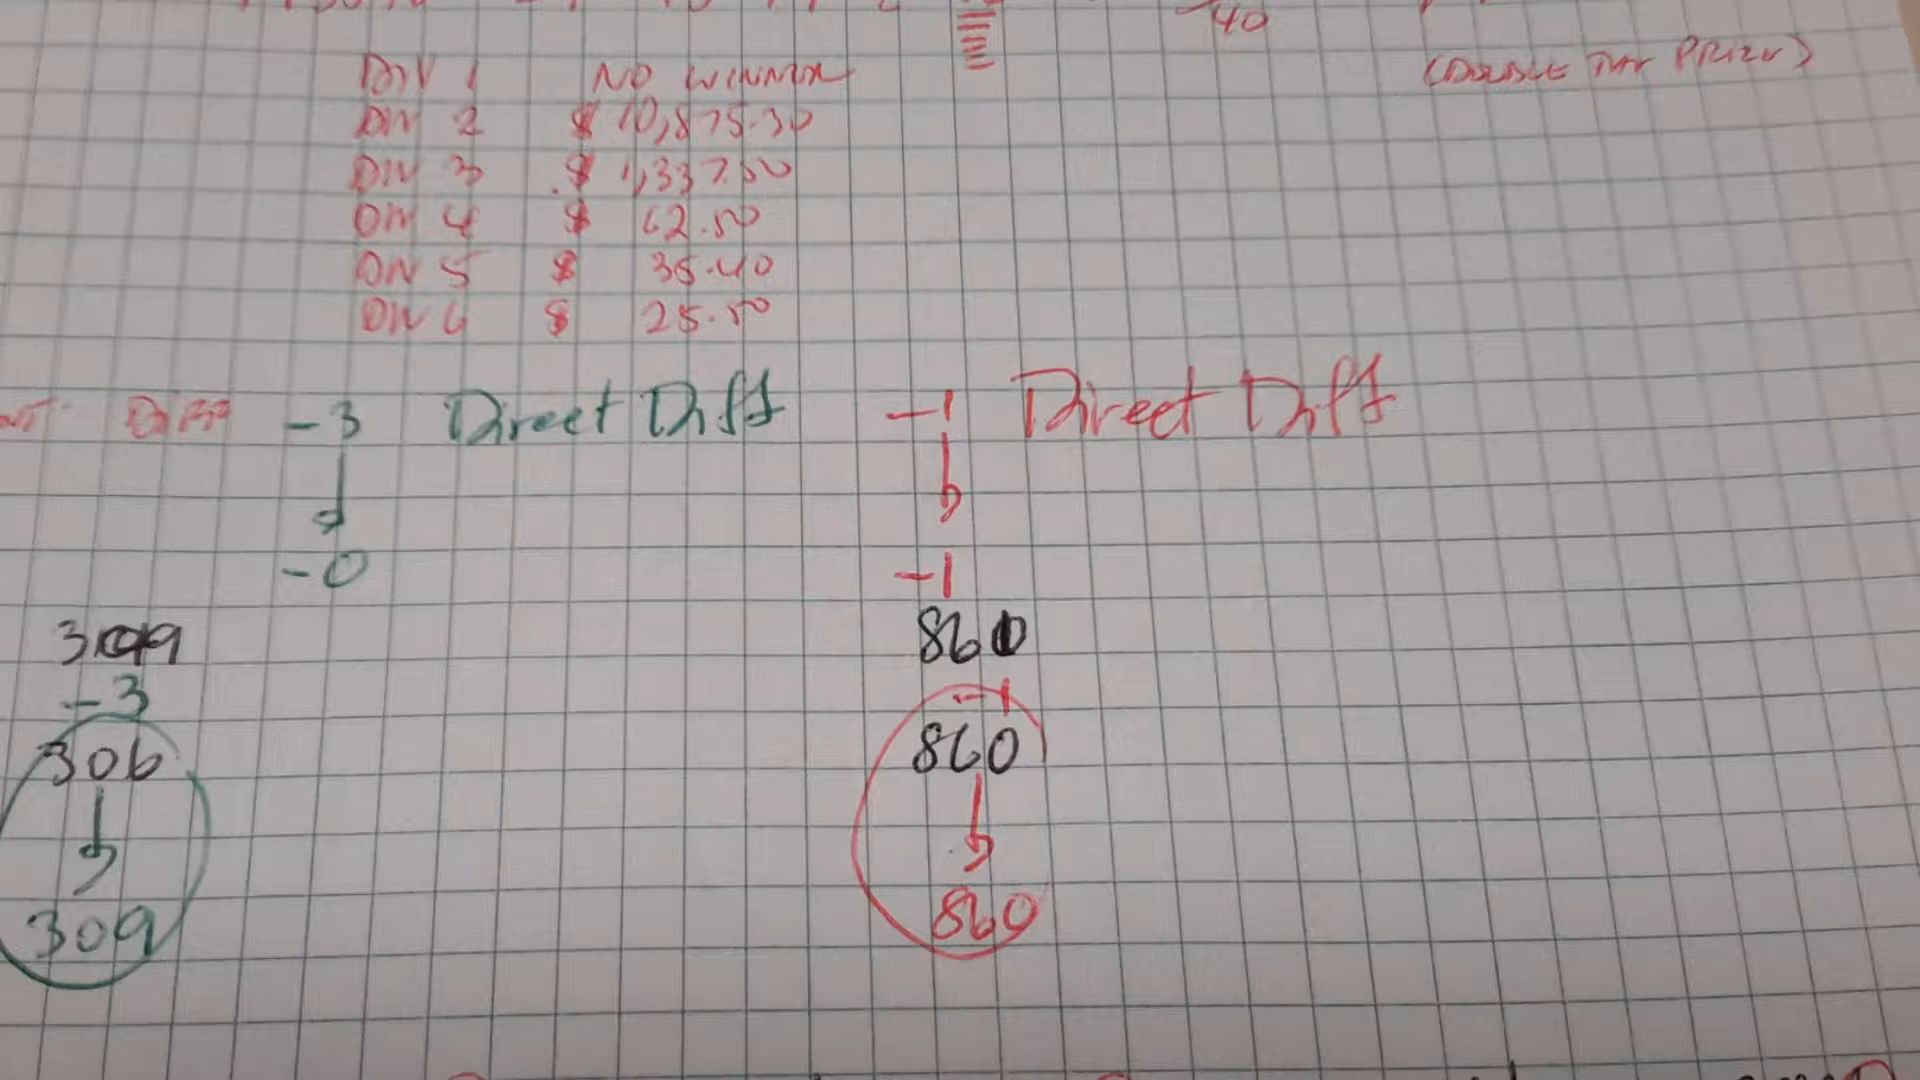 40
(DOUBLE DAY PRIZE)
DIV 1 NO WINNER
DIV 2 $ 10,875.30
DIV 3 $ 1,337.50
DIV 4 $ 62.50
DIV 5 $ 35.40
DIV 6 $ 25.50
DIFF -3 Direct Diff -1 Direct Diff
-0 -1
309 860
-3 -1
306 860
309 860